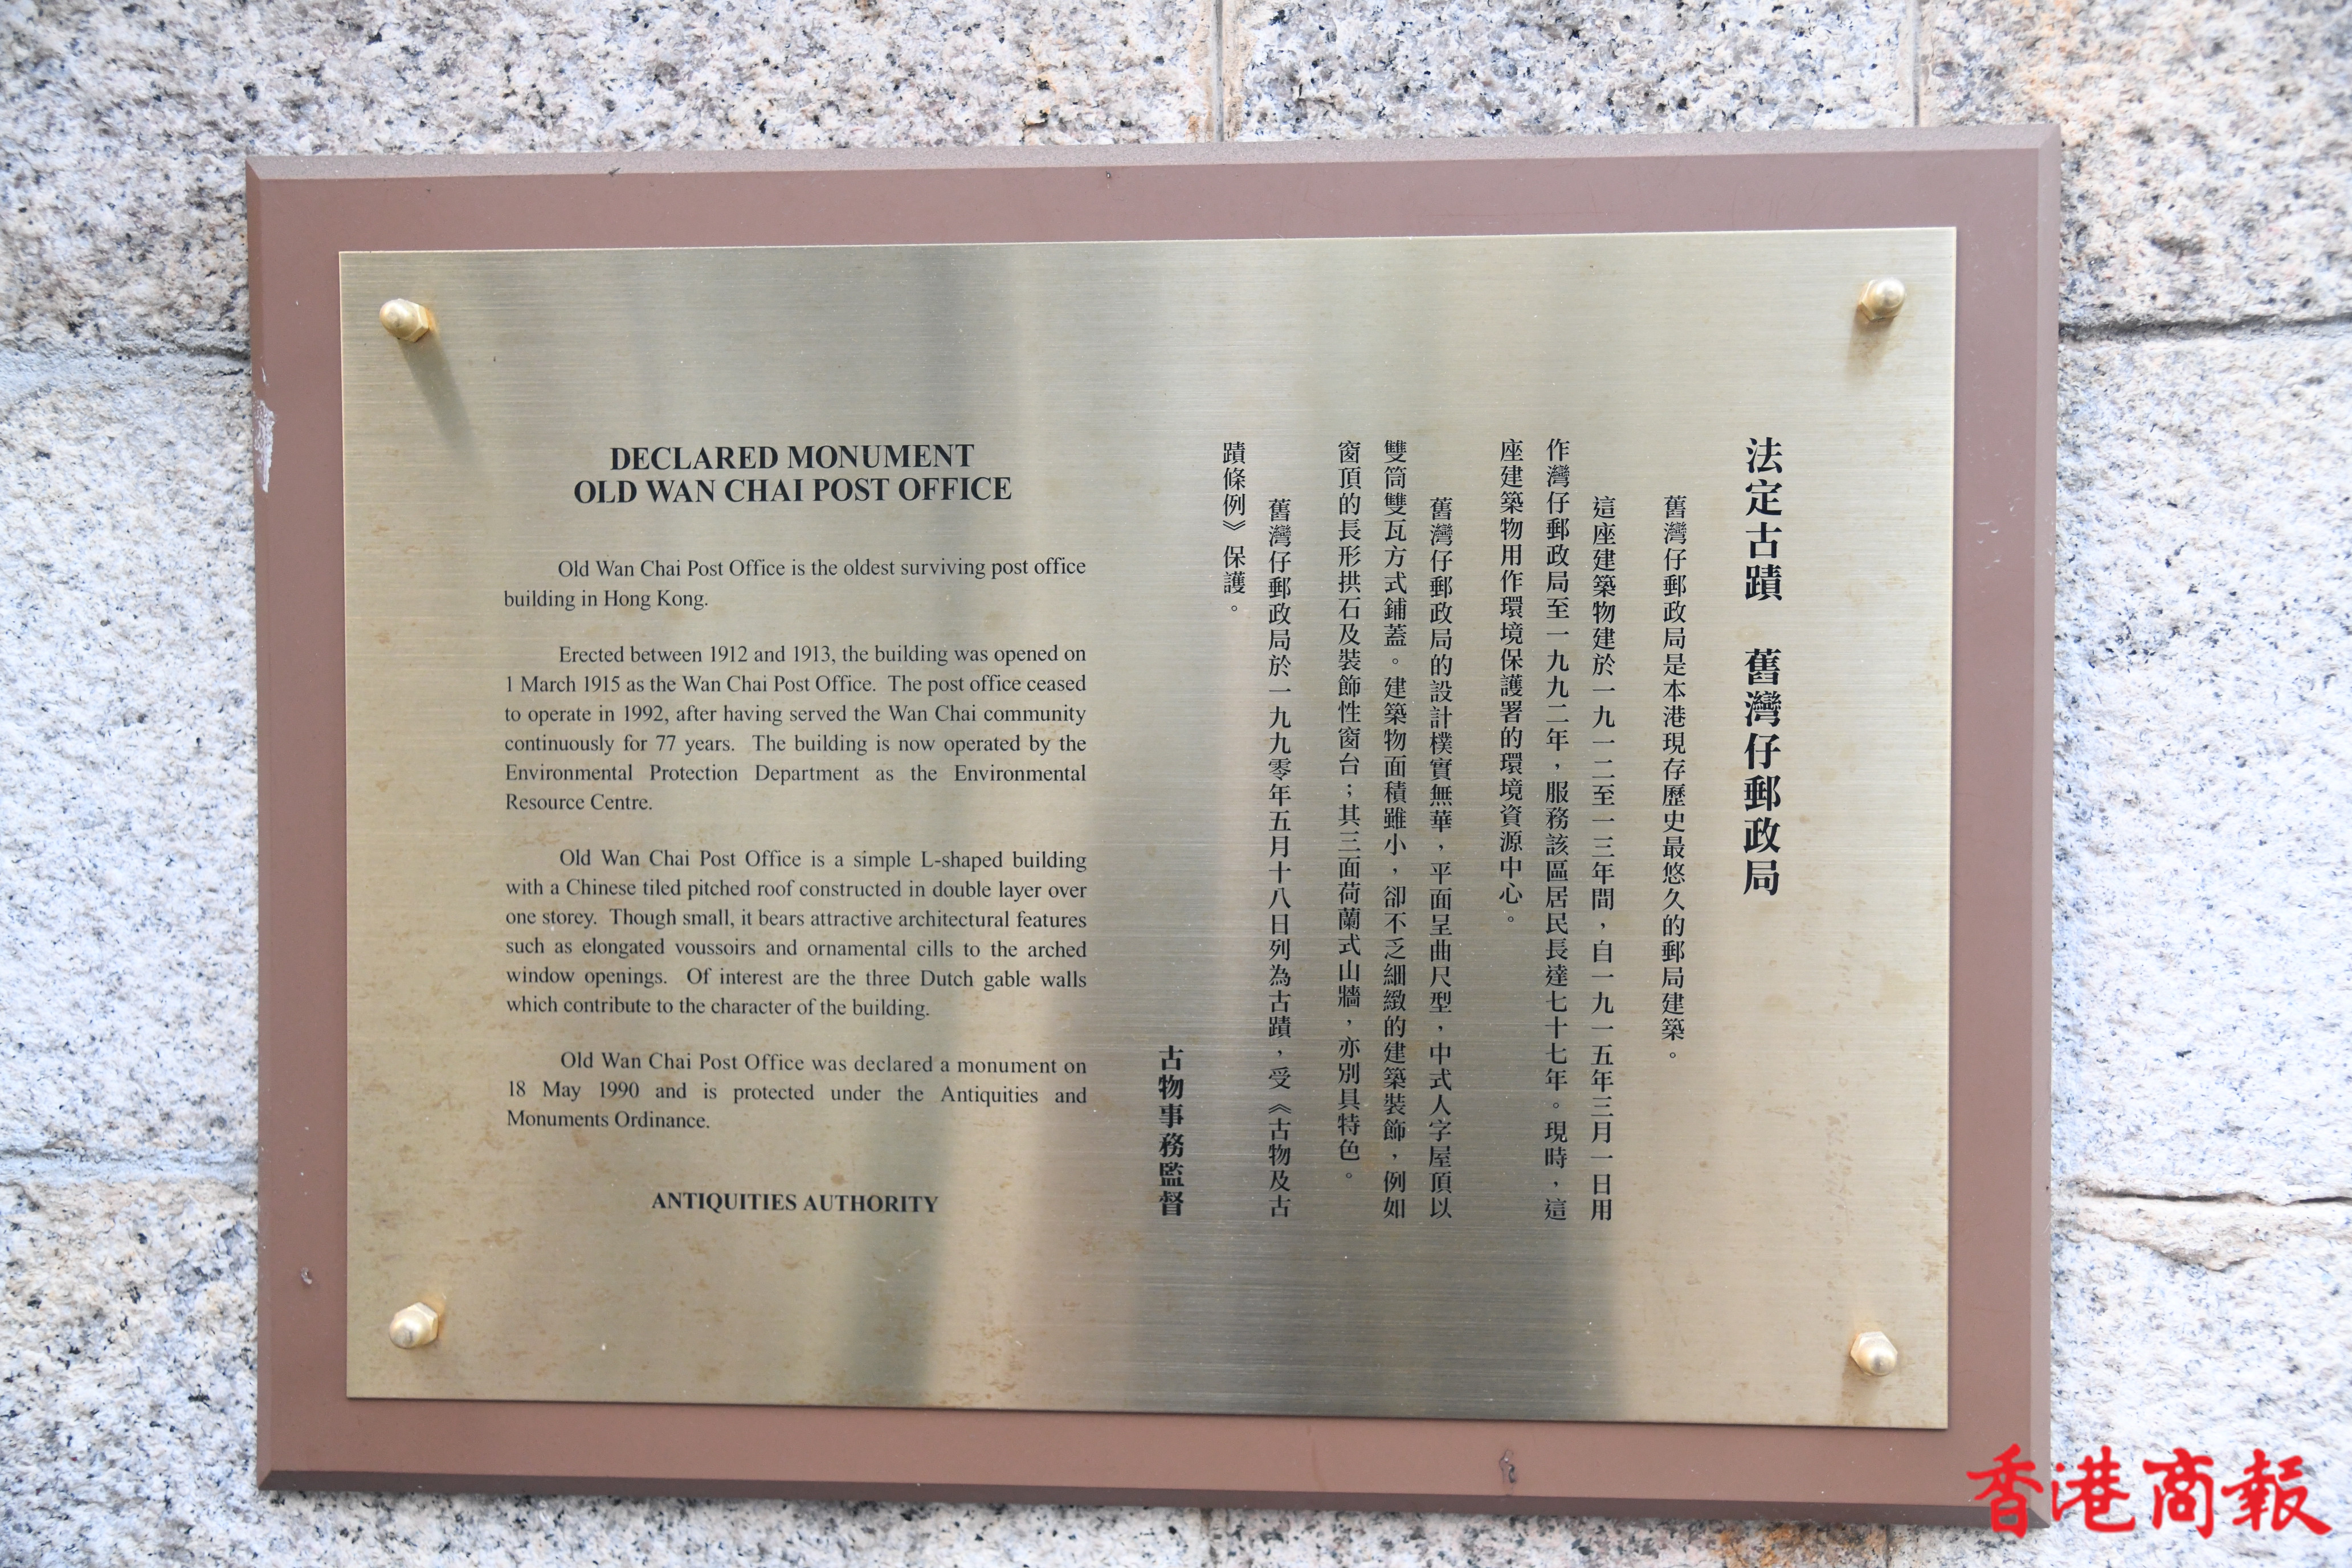 DECLARED MONUMENT
OLD WAN CHAI POST OFFICE
Old Wan Chai Post Office is the oldest surviving post office
building in Hong Kong.
Erected between 1912 and 1913, the building was opened on
1 March 1915 as the Wan Chai Post Office. The post office ceased
to operate in 1992, after having served the Wan Chai community
continuously for 77 years. The building is now operated by the
Environmental Protection Department as the Environmental
Resource Centre.
Old Wan Chai Post Office is a simple L-shaped building
with a Chinese tiled pitched roof constructed in double layer over
one storey. Though small, it bears attractive architectural features
such as elongated voussoirs and ornamental cills to the arched
window openings. Of interest are the three Dutch gable walls
which contribute to the character of the building.
Old Wan Chai Post Office was declared a monument on
18 May 1990 and is protected under the Antiquities and
Monuments Ordinance.
ANTIQUITIES AUTHORITY
法定古蹟 舊灣仔郵政局
舊灣仔郵政局是本港現存歷史最悠久的郵局建築。
這座建築物建於一九一二至一三年間，自一九一五年三月一日用
作灣仔郵政局至一九九二年，服務該區居民長達七十七年。現時，這
座建築物用作環境保護署的環境資源中心。
舊灣仔郵政局的設計樸實無華，平面呈曲尺型，中式人字屋頂以
雙筒雙瓦方式鋪蓋。建築物面積雖小，卻不乏細緻的建築裝飾，例如
窗頂的長形拱石及裝飾性窗台；其三面荷蘭式山牆，亦別具特色。
舊灣仔郵政局於一九九零年五月十八日列為古蹟，受《古物及古
蹟條例》保護。
古物事務監督
香港商報